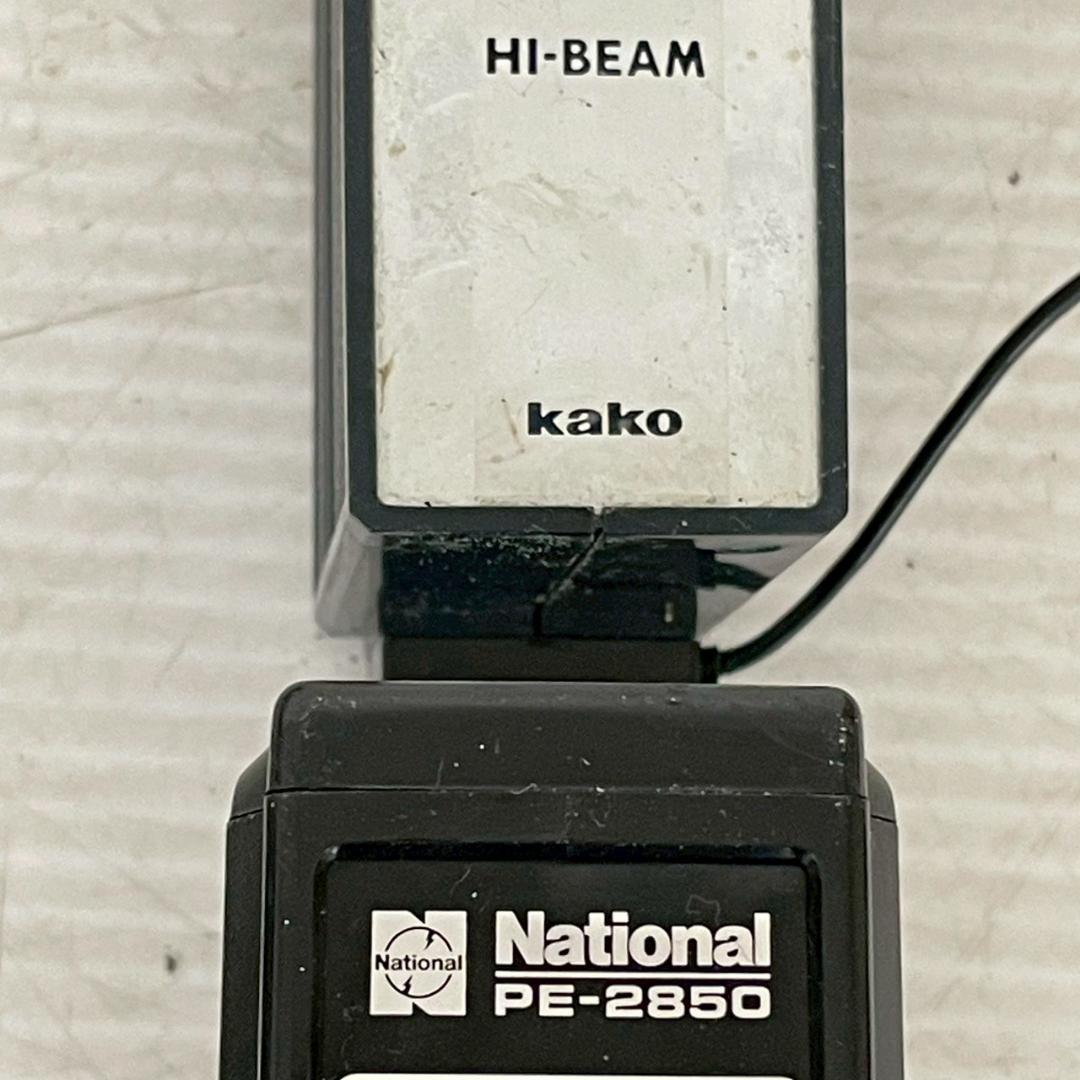 HI-BEAM
kako
National
National
PE-2850